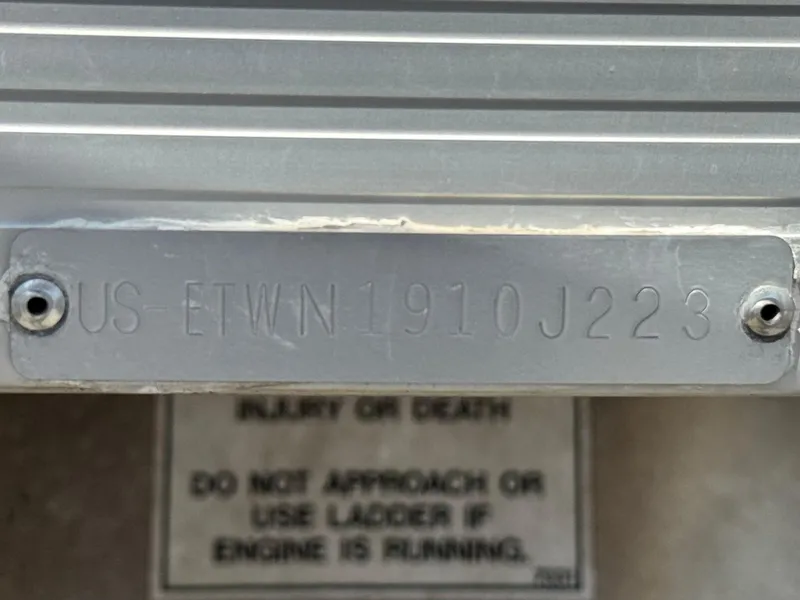 US-ETWN1910J223
INJURY OR DEATH
DO NOT APPROACH OR
USE LADDER IF
ENGINE IS RUNNING.